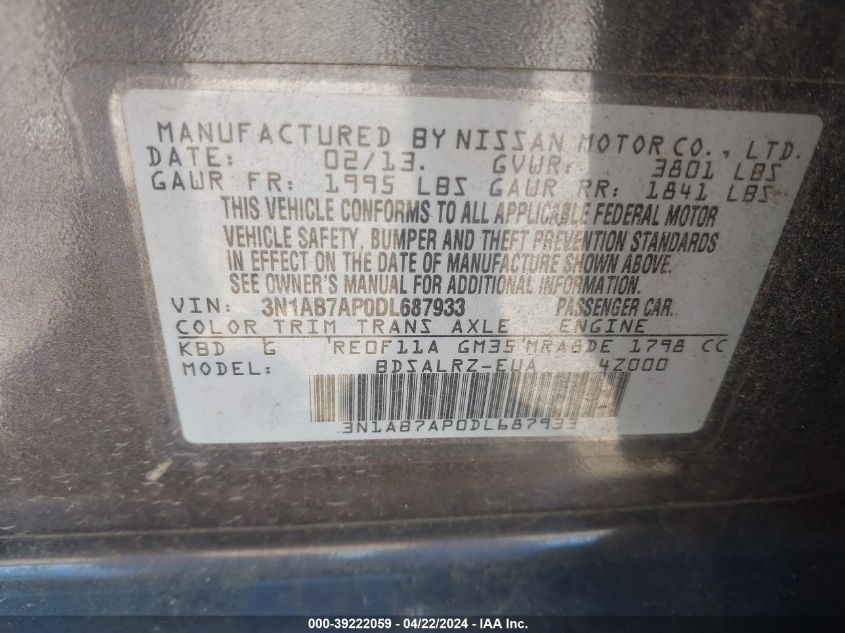 MANUFACTURED BY NISSAN MOTOR CO., LTD.
DATE: 02/13. GVWR: 3801 LBS
GAWR FR: 1995 LBS GAWR RR: 1841 LBS
THIS VEHICLE CONFORMS TO ALL APPLICABLE FEDERAL MOTOR
VEHICLE SAFETY, BUMPER AND THEFT PREVENTION STANDARDS
IN EFFECT ON THE DATE OF MANUFACTURE SHOWN ABOVE.
SEE OWNER'S MANUAL FOR ADDITIONAL INFORMATION.
VIN: 3N1AB7AP0DL687933 PASSENGER CAR.
COLOR TRIM TRANS AXLE ENGINE
KBD G RE0F11A GM35 MRA8DE 1798 CC
MODEL: BDSALRZ-EUA 4Z000
3N1AB7AP0DL687933
000-39222059 - 04/22/2024 - IAA Inc.